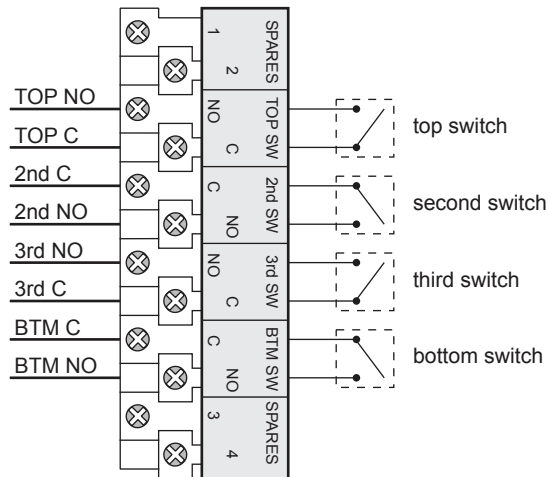 TOP NO
TOP C
2nd C
2nd NO
3rd NO
3rd C
BTM C
BTM NO
1
2
SPARES
NO
C
TOP SW
C
NO
2nd SW
NO
C
3rd SW
C
NO
BTM SW
3
4
SPARES
top switch
second switch
third switch
bottom switch